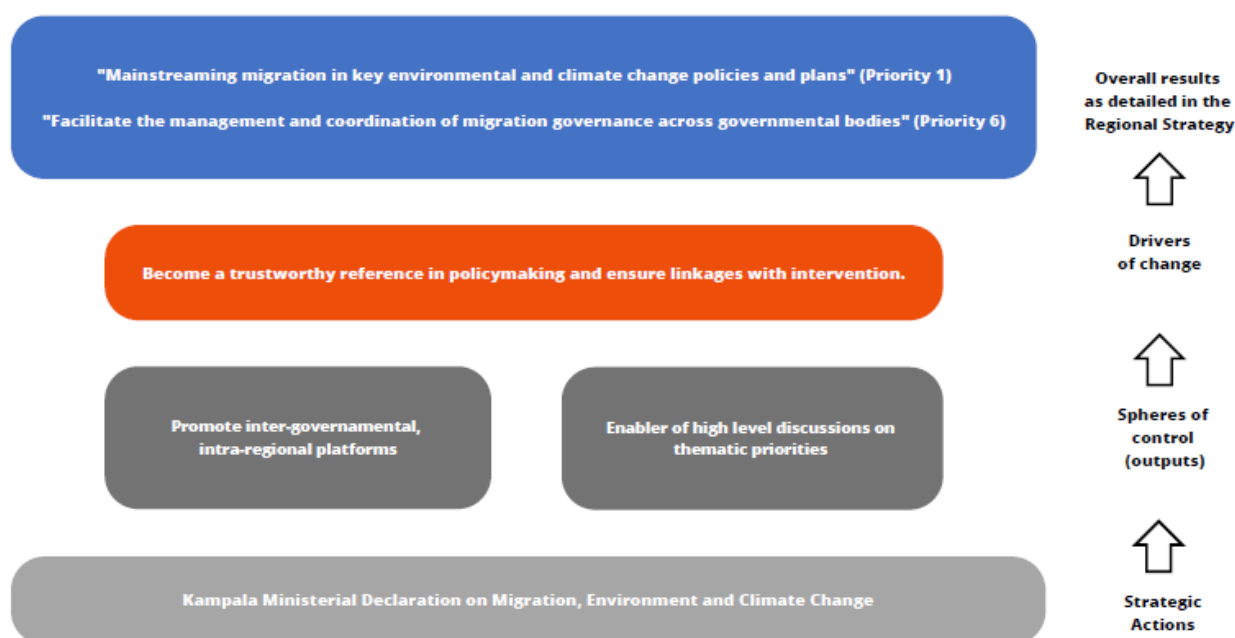 "Mainstreaming migration in key environmental and climate change policies and plans" (Priority 1)
"Facilitate the management and coordination of migration governance across governmental bodies" (Priority 6)
Overall results
as detailed in the
Regional Strategy
Become a trustworthy reference in policymaking and ensure linkages with intervention.
Drivers
of change
Promote inter-governamental,
intra-regional platforms
Enabler of high level discussions on
thematic priorities
Spheres of
control
(outputs)
Kampala Ministerial Declaration on Migration, Environment and Climate Change
Strategic
Actions